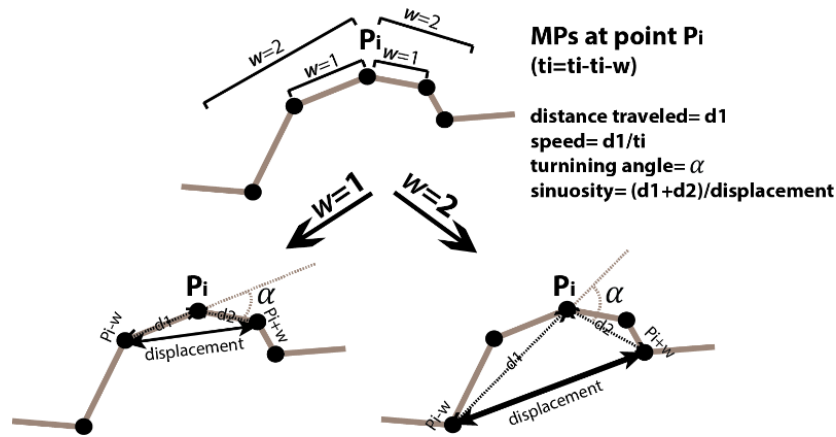 w=2
w=2
Pi
w=1
w=1
MPs at point Pi
(ti=ti-ti-w)
distance traveled= d1
speed= d1/ti
turnining angle= α
sinuosity= (d1+d2)/displacement
w=1
w=2
Pi
α
Pi-w
d1
d2
Pi+w
displacement
Pi
α
d1
d2
Pi+w
Pi-w
displacement